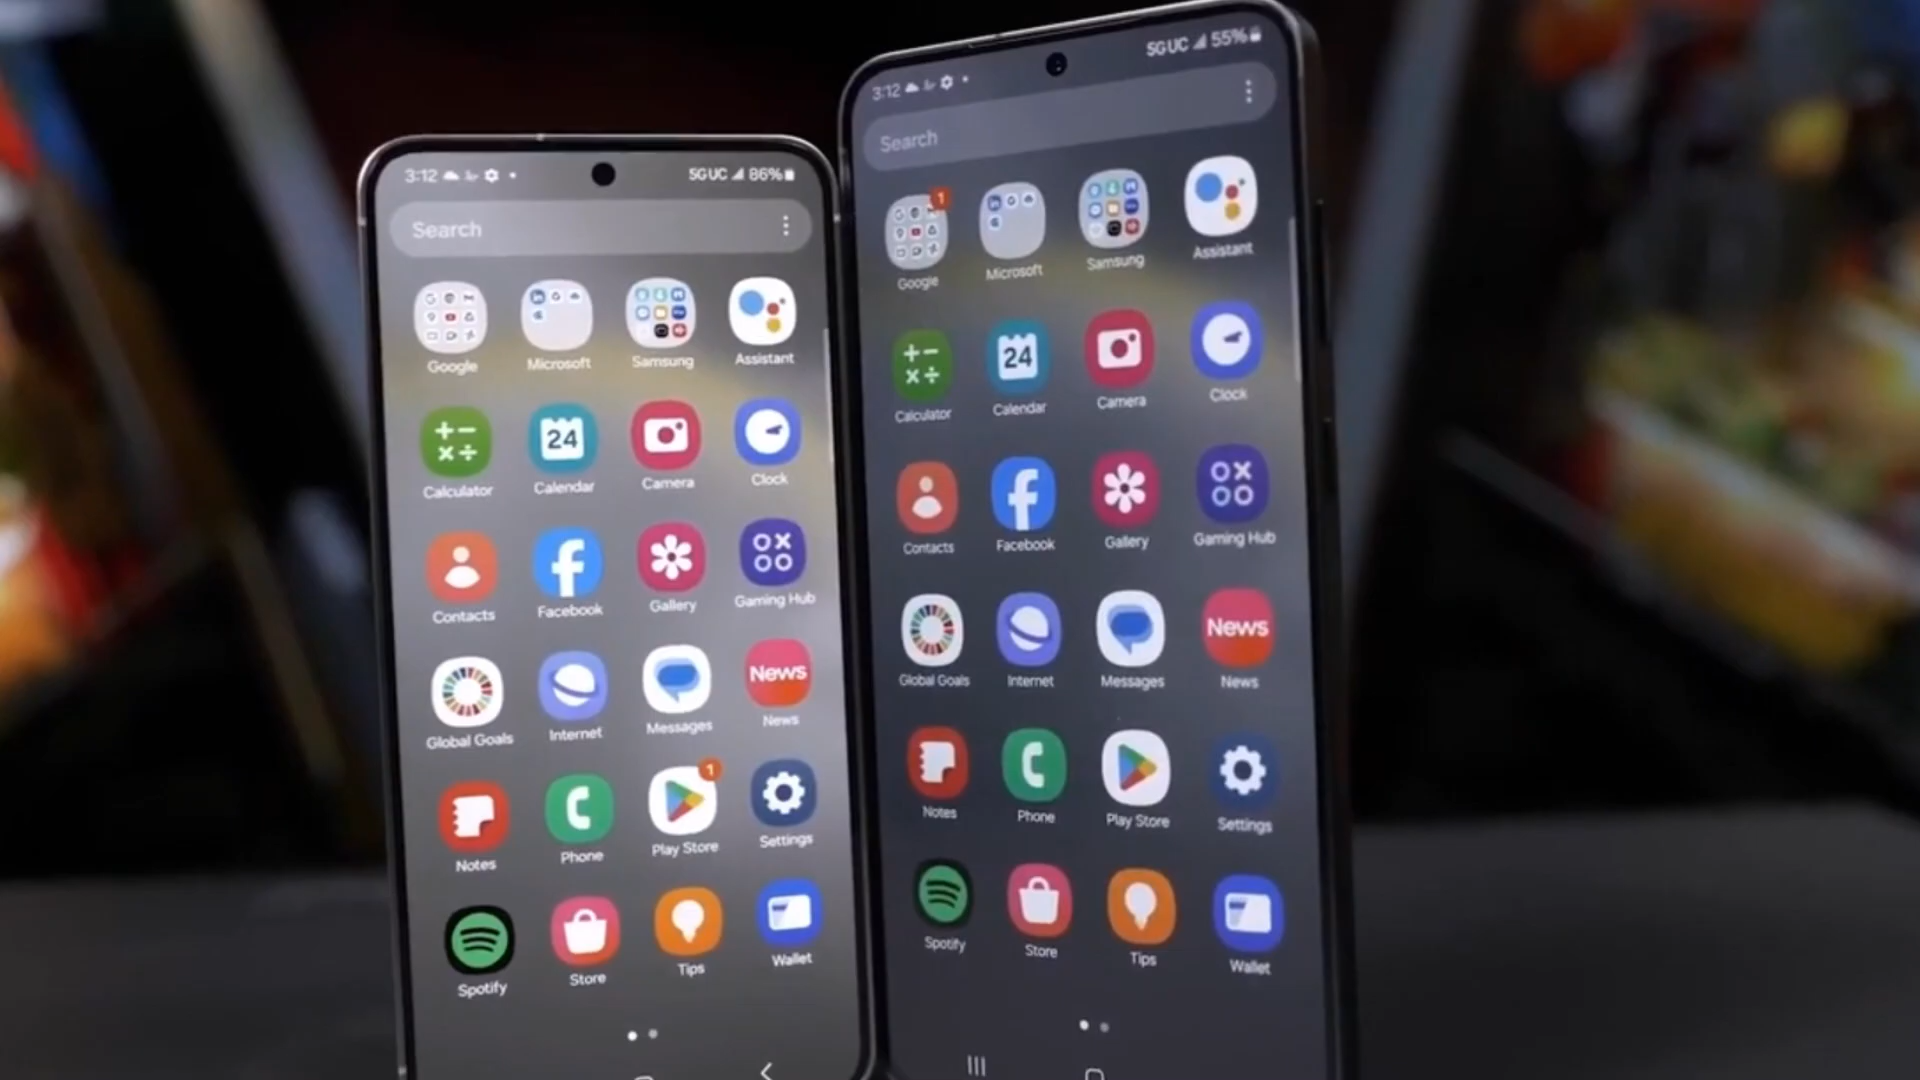 3:12 5G UC 86%
Search
Google Microsoft Samsung Assistant
24
Calculator Calendar Camera Clock
Contacts Facebook Gallery Gaming Hub
News
Global Goals Internet Messages News
1
Notes Phone Play Store Settings
Spotify Store Tips Wallet
3:12 5G UC 55%
Search
1
Google Microsoft Samsung Assistant
24
Calculator Calendar Camera Clock
Contacts Facebook Gallery Gaming Hub
News
Global Goals Internet Messages News
Notes Phone Play Store Settings
Spotify Store Tips Wallet